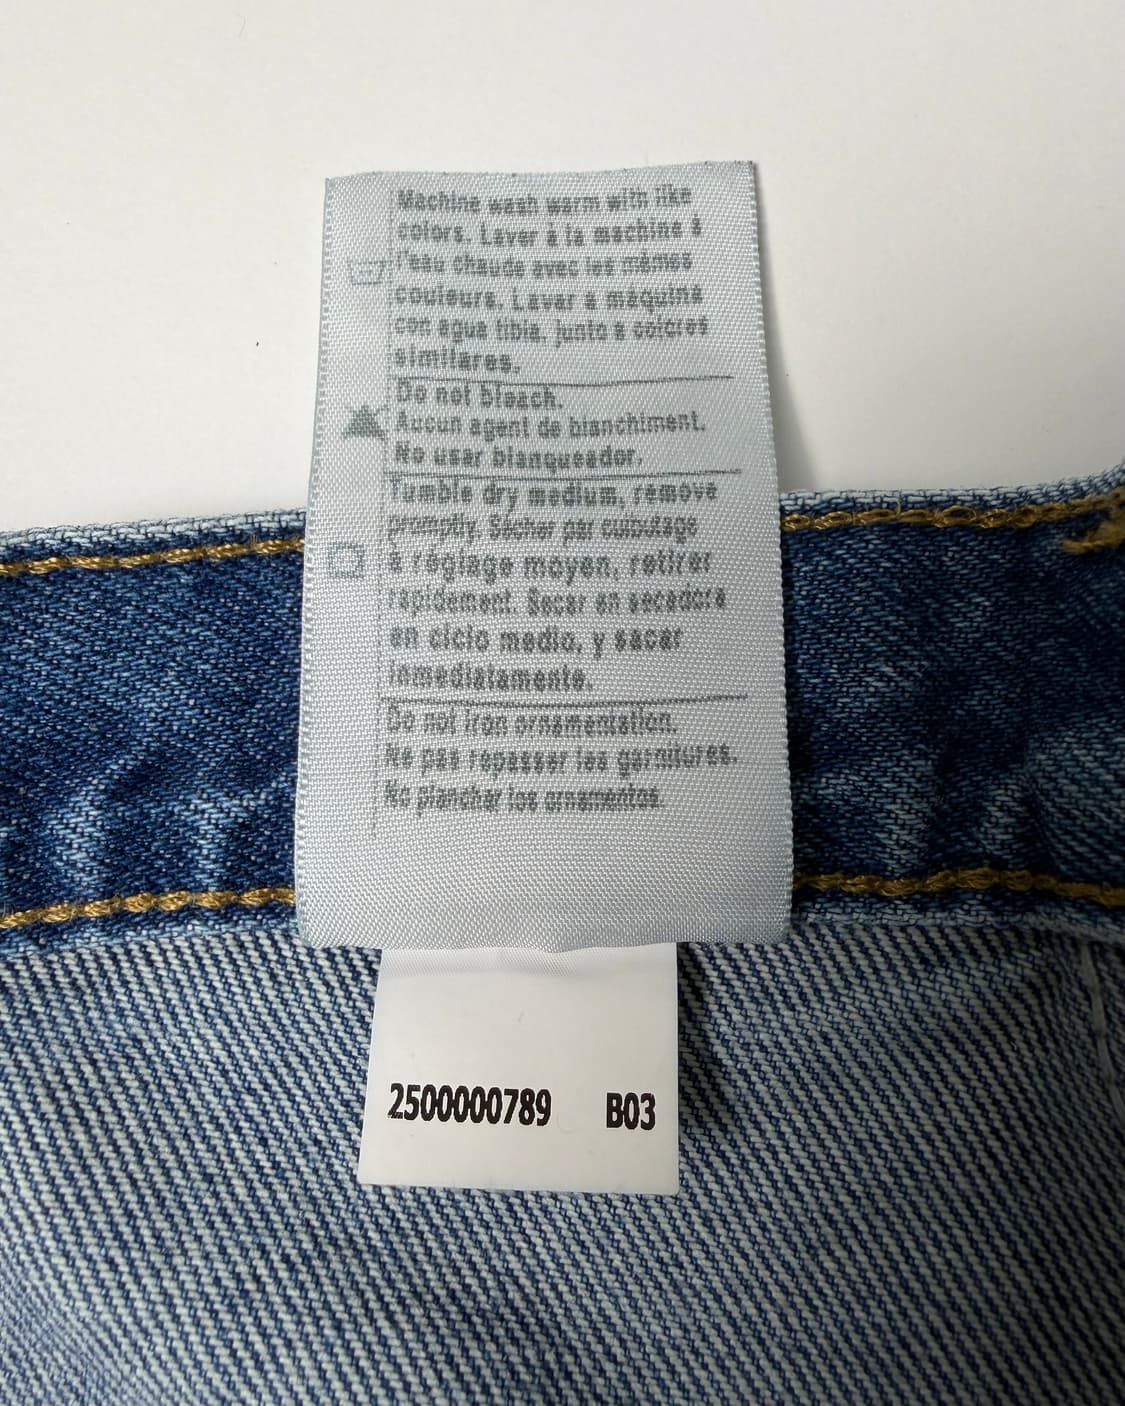 Machine wash warm with like
colors. Laver à la machine à
l'eau chaude avec les mêmes
couleurs. Lavar a máquina
con agua tibia, junto a colores
similares.
Do not bleach.
Aucun agent de blanchiment.
No usar blanqueador.
Tumble dry medium, remove
promptly. Sécher par culbutage
à réglage moyen, retirer
rapidement. Secar en secadora
en ciclo medio, y sacar
inmediatamente.
Do not iron ornamentation.
Ne pas repasser les garnitures.
No planchar los ornamentos.
2500000789 B03